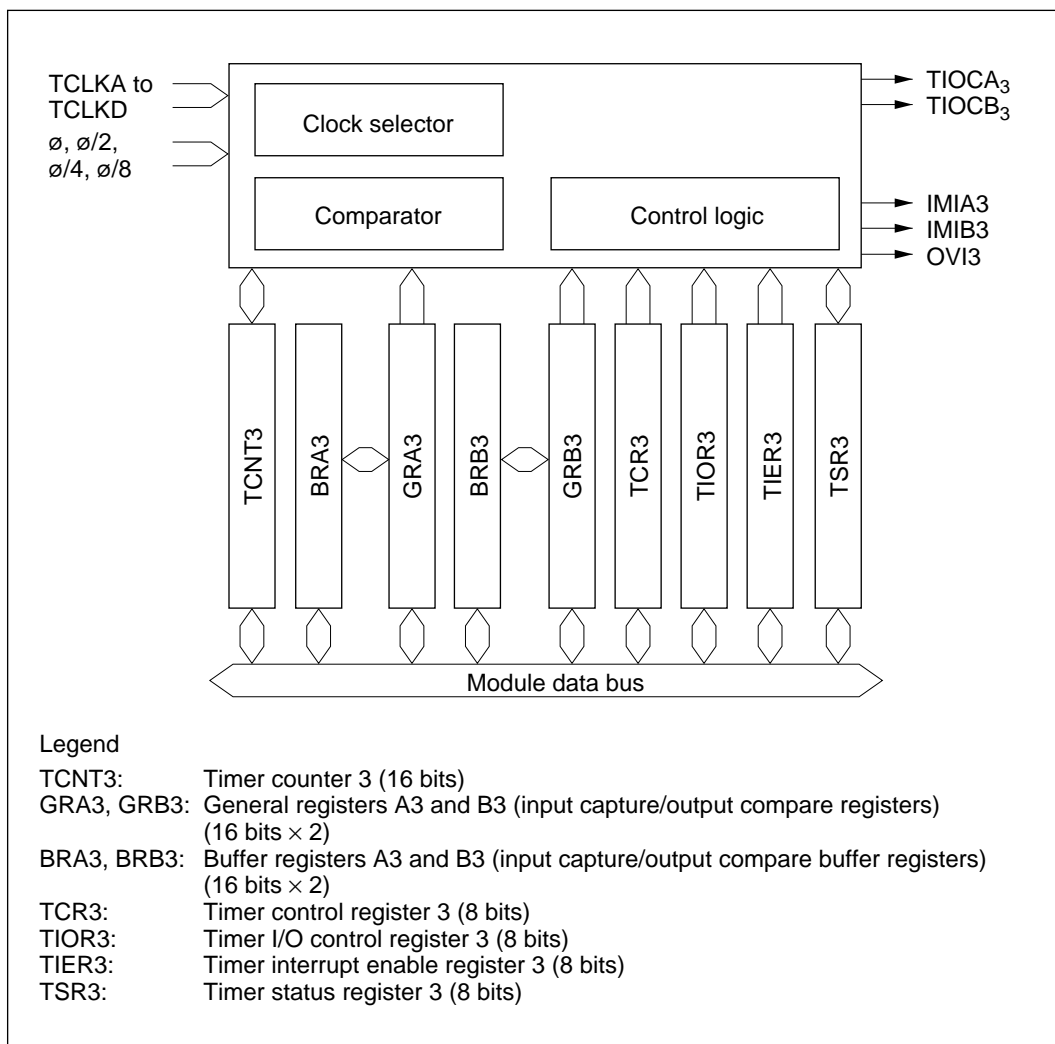 TCLKA to
TCLKD
ø, ø/2,
ø/4, ø/8
Clock selector
Comparator
Control logic
TIOCA3
TIOCB3
IMIA3
IMIB3
OVI3
TCNT3
BRA3
GRA3
BRB3
GRB3
TCR3
TIOR3
TIER3
TSR3
Module data bus
Legend
TCNT3: Timer counter 3 (16 bits)
GRA3, GRB3: General registers A3 and B3 (input capture/output compare registers)
(16 bits × 2)
BRA3, BRB3: Buffer registers A3 and B3 (input capture/output compare buffer registers)
(16 bits × 2)
TCR3: Timer control register 3 (8 bits)
TIOR3: Timer I/O control register 3 (8 bits)
TIER3: Timer interrupt enable register 3 (8 bits)
TSR3: Timer status register 3 (8 bits)